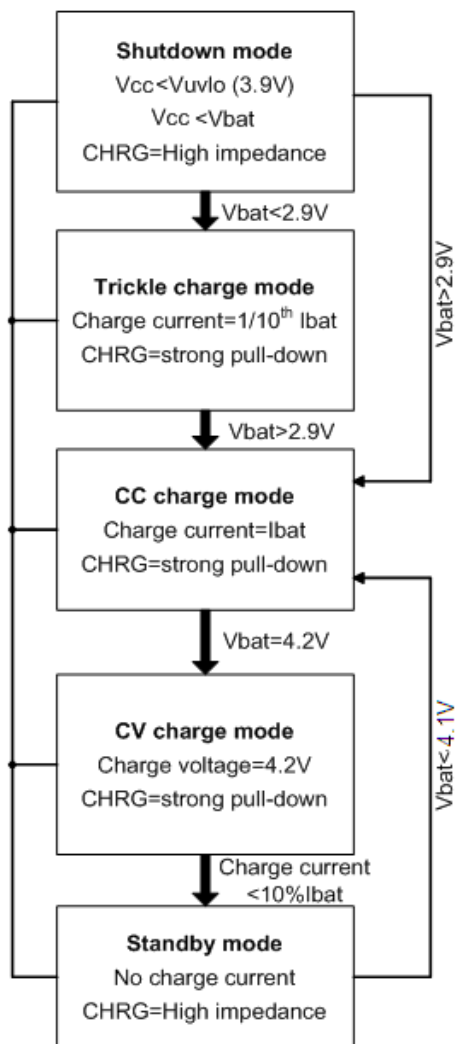 Shutdown mode
Vcc<Vuvlo (3.9V)
Vcc <Vbat
CHRG=High impedance
Vbat<2.9V
Vbat>2.9V
Trickle charge mode
Charge current=1/10th Ibat
CHRG=strong pull-down
Vbat>2.9V
CC charge mode
Charge current=Ibat
CHRG=strong pull-down
Vbat=4.2V
Vbat<4.1V
CV charge mode
Charge voltage=4.2V
CHRG=strong pull-down
Charge current
<10%Ibat
Standby mode
No charge current
CHRG=High impedance